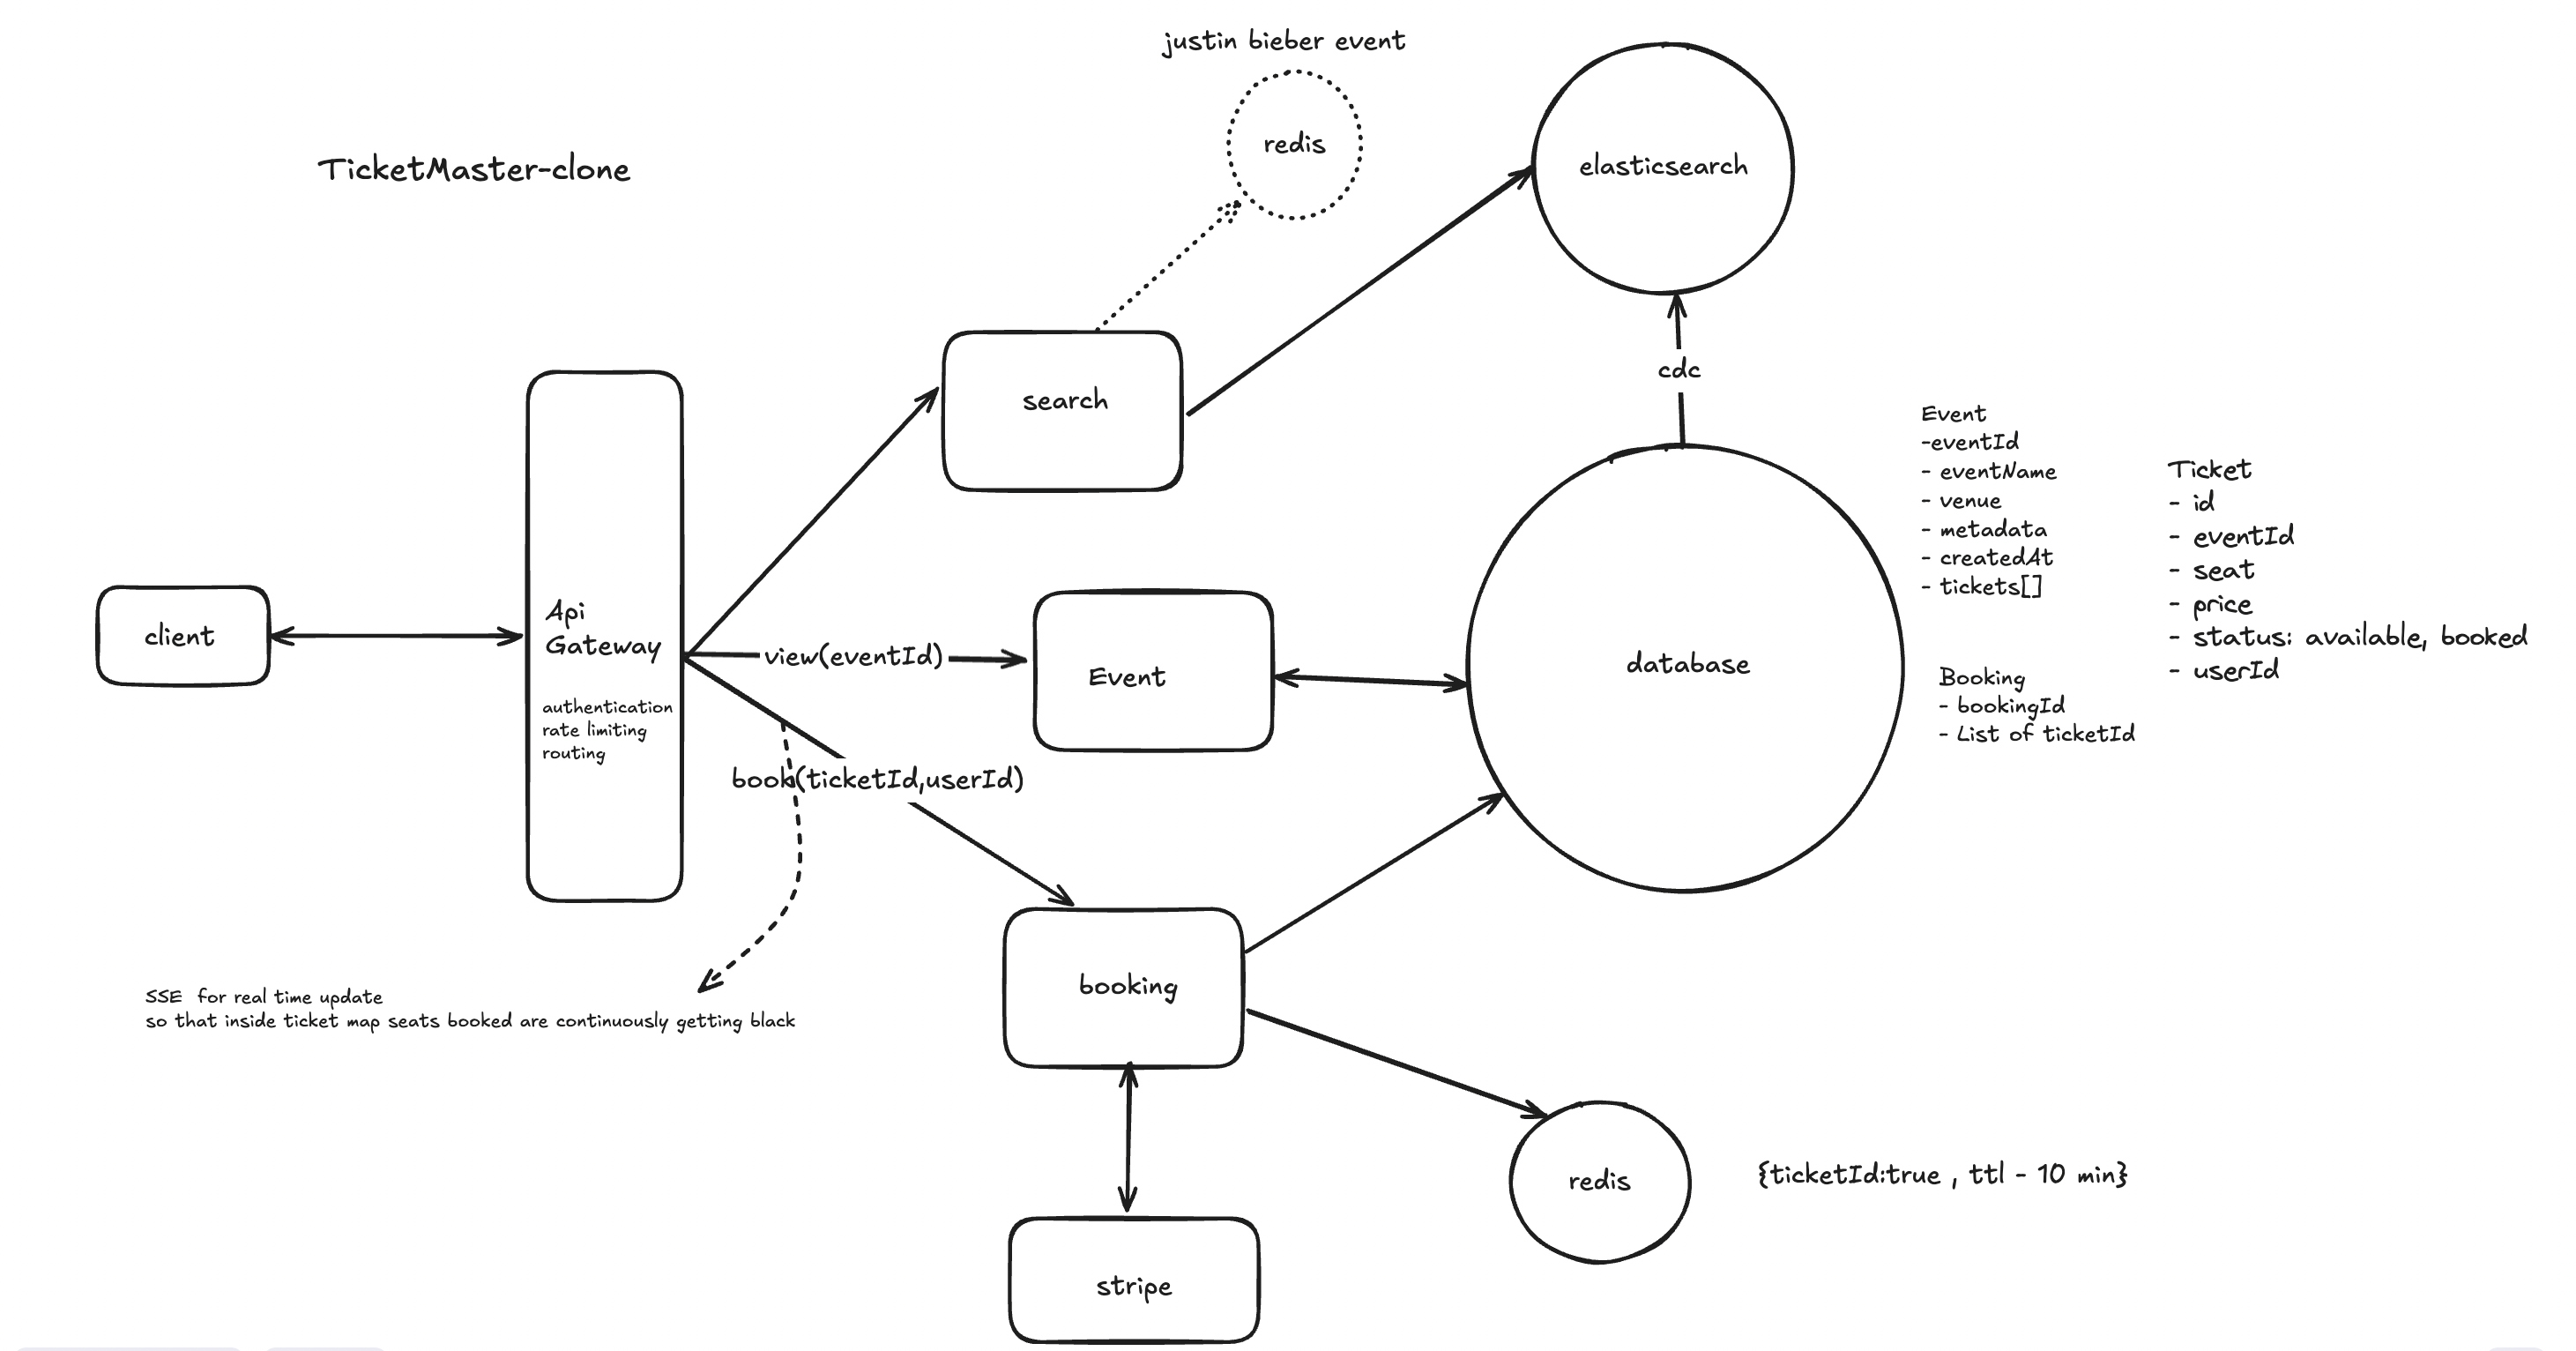 justin bieber event
redis
TicketMaster-clone
elasticsearch
search
cdc
Event
-eventId
- eventName
- venue
- metadata
- createdAt
- tickets[]
Ticket
- id
- eventId
- seat
- price
- status: available, booked
- userId
client
Api
Gateway
authentication
rate limiting
routing
view(eventId)
Event
database
Booking
- bookingId
- List of ticketId
book(ticketId,userId)
SSE  for real time update
so that inside ticket map seats booked are continuously getting black
booking
redis
{ticketId:true , ttl - 10 min}
stripe